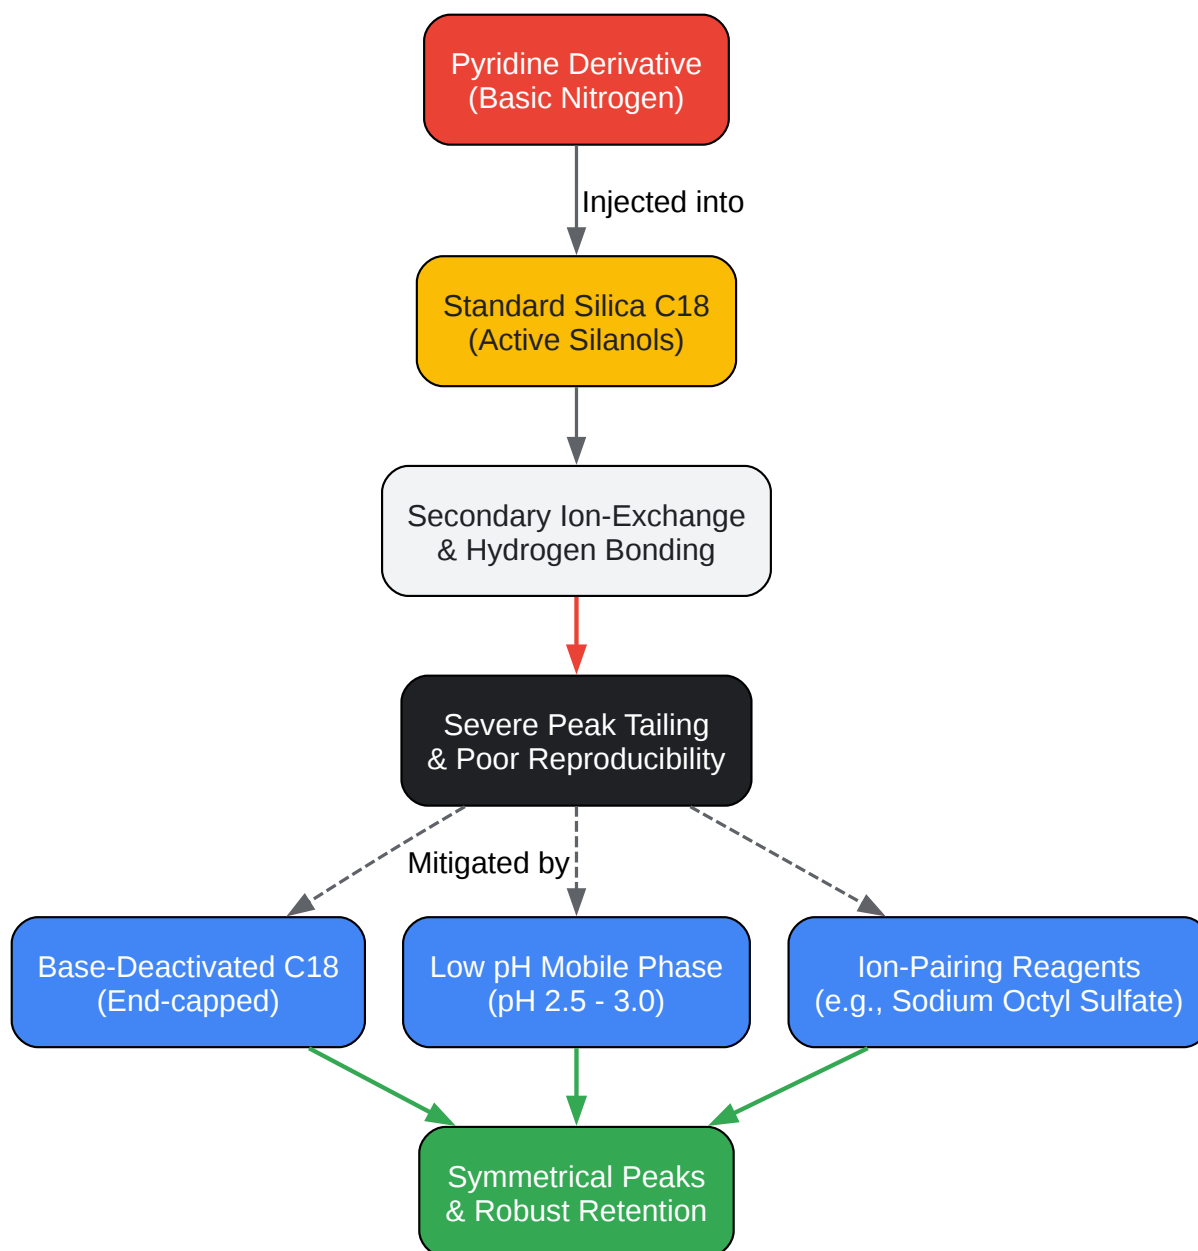 Pyridine Derivative
(Basic Nitrogen)
Injected into
Standard Silica C18
(Active Silanols)
Secondary Ion-Exchange
& Hydrogen Bonding
Severe Peak Tailing
& Poor Reproducibility
Mitigated by
Base-Deactivated C18
(End-capped)
Low pH Mobile Phase
(pH 2.5 - 3.0)
Ion-Pairing Reagents
(e.g., Sodium Octyl Sulfate)
Symmetrical Peaks
& Robust Retention